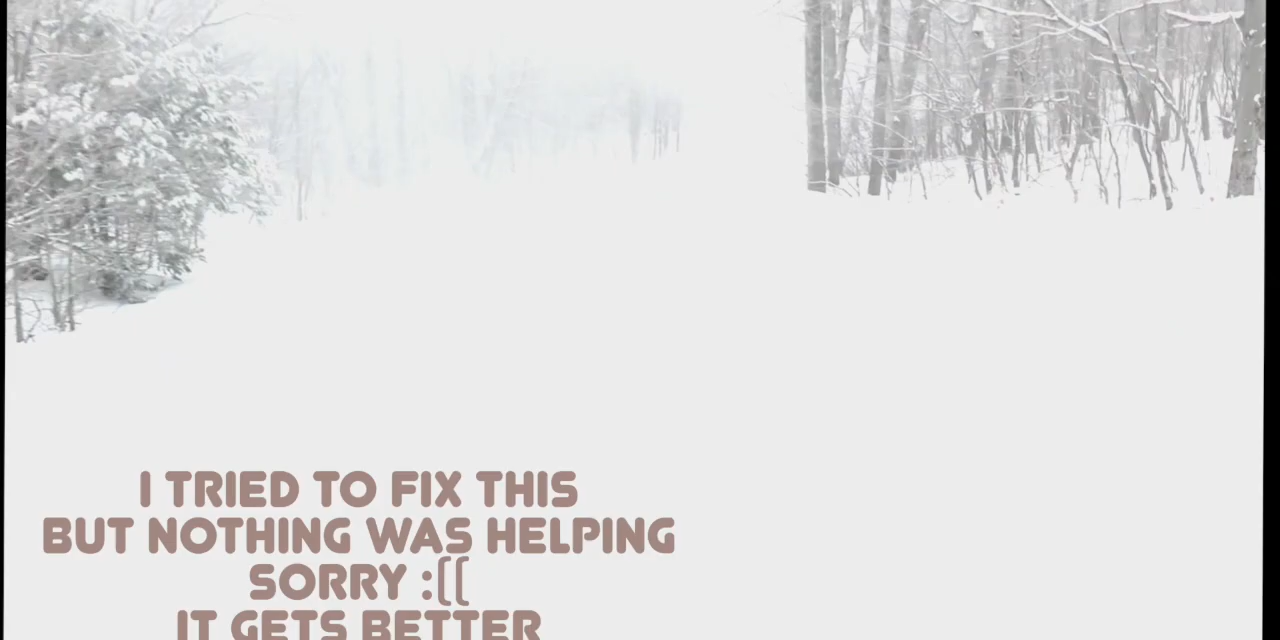 I TRIED TO FIX THIS
BUT NOTHING WAS HELPING
SORRY :((
IT GETS BETTER